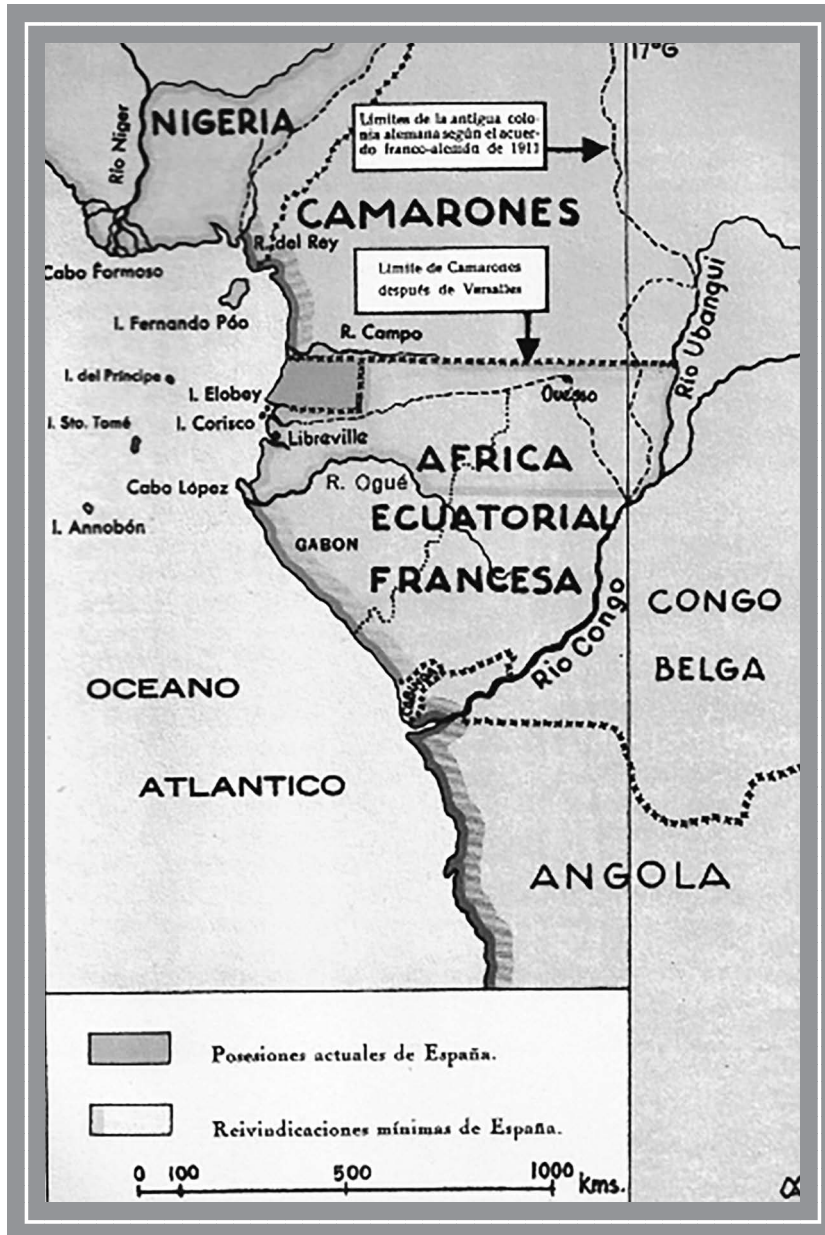 17°G
NIGERIA
Río Niger
Límites de la antigua colo-
nia alemana según el acuer-
do franco-alemán de 1911
CAMARONES
R. del Rey
Cabo Formoso
Límite de Camarones
después de Versalles
I. Fernando Póo
R. Campo
Río Ubangui
I. del Príncipe
I. Elobey
Ouesso
I. Sto. Tomé
I. Corisco
Libreville
AFRICA
Cabo López
R. Ogué
ECUATORIAL
I. Annobón
GABON
FRANCESA
CONGO
Río Congo
BELGA
OCEANO
ATLANTICO
ANGOLA
Posesiones actuales de España.
Reivindicaciones mínimas de España.
0 100 500 1000 kms.